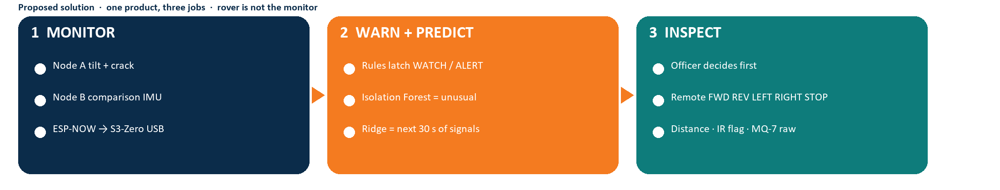 Proposed solution · one product, three jobs · rover is not the monitor
1 MONITOR
Node A tilt + crack
Node B comparison IMU
ESP-NOW → S3-Zero USB
2 WARN + PREDICT
Rules latch WATCH / ALERT
Isolation Forest = unusual
Ridge = next 30 s of signals
3 INSPECT
Officer decides first
Remote FWD REV LEFT RIGHT STOP
Distance · IR flag · MQ-7 raw